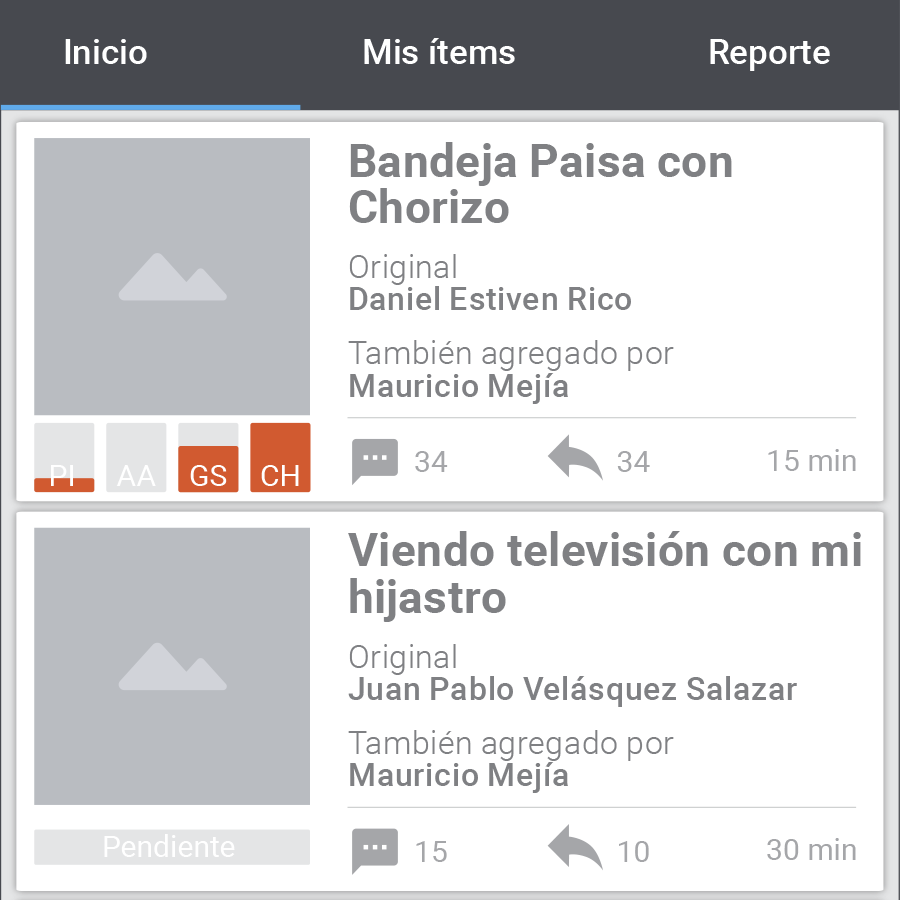 Inicio
Mis ítems
Reporte
Bandeja Paisa con
Chorizo
Original
Daniel Estiven Rico
También agregado por
Mauricio Mejía
PI
AA
GS
CH
34
34
15 min
Viendo televisión con mi
hijastro
Original
Juan Pablo Velásquez Salazar
También agregado por
Mauricio Mejía
Pendiente
15
10
30 min